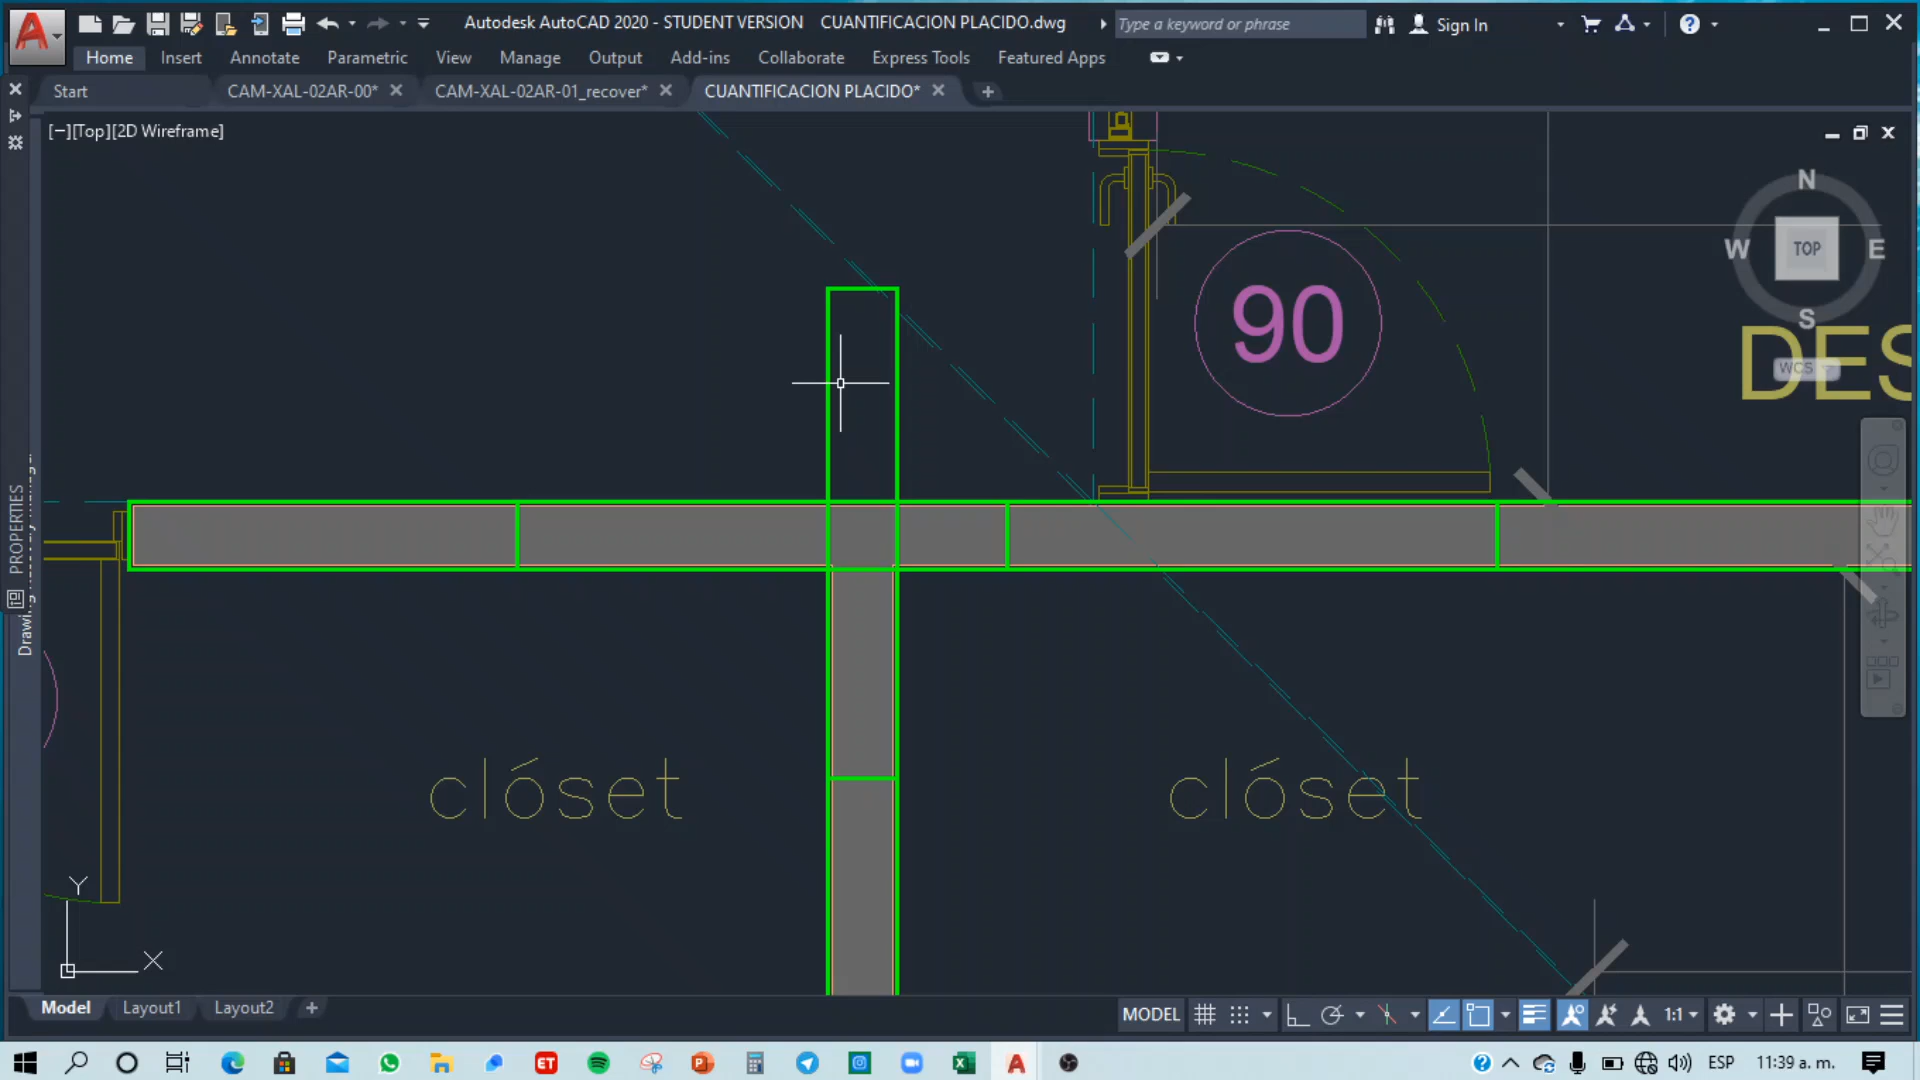 Autodesk AutoCAD 2020 - STUDENT VERSION CUANTIFICACION PLACIDO.dwg
Type a keyword or phrase
Sign In
Home Insert Annotate Parametric View Manage Output Add-ins Collaborate Express Tools Featured Apps
Start CAM-XAL-02AR-00* CAM-XAL-02AR-01_recover* CUANTIFICACION PLACIDO*
[−][Top][2D Wireframe]
N
W TOP E
S
WCS
90
DES
PROPERTIES
clóset clóset
Y
X
Model Layout1 Layout2
MODEL 1:1
ET
ESP 11:39 a. m.